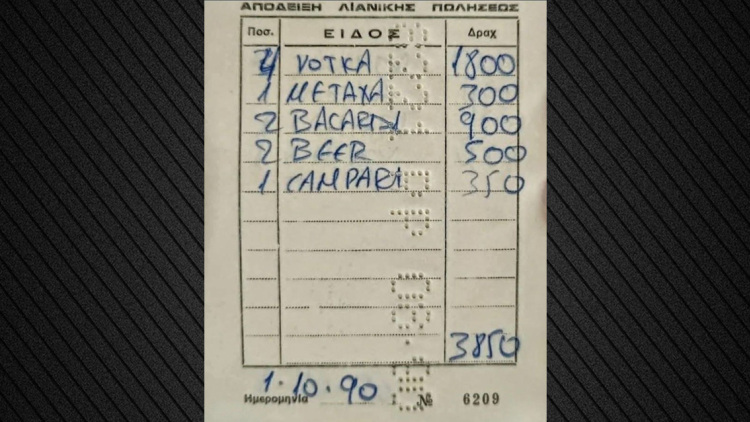 ΑΠΟΔΕΙΞΗ ΛΙΑΝΙΚΗΣ ΠΩΛΗΣΕΩΣ
Ποσ. ΕΙΔΟΣ Δραχ
4 VOTKA 1800
1 METAXA 300
2 BACARDI 900
2 BEER 500
1 CAMPARI 350
3850
1·10·90
Ημερομηνία № 6209